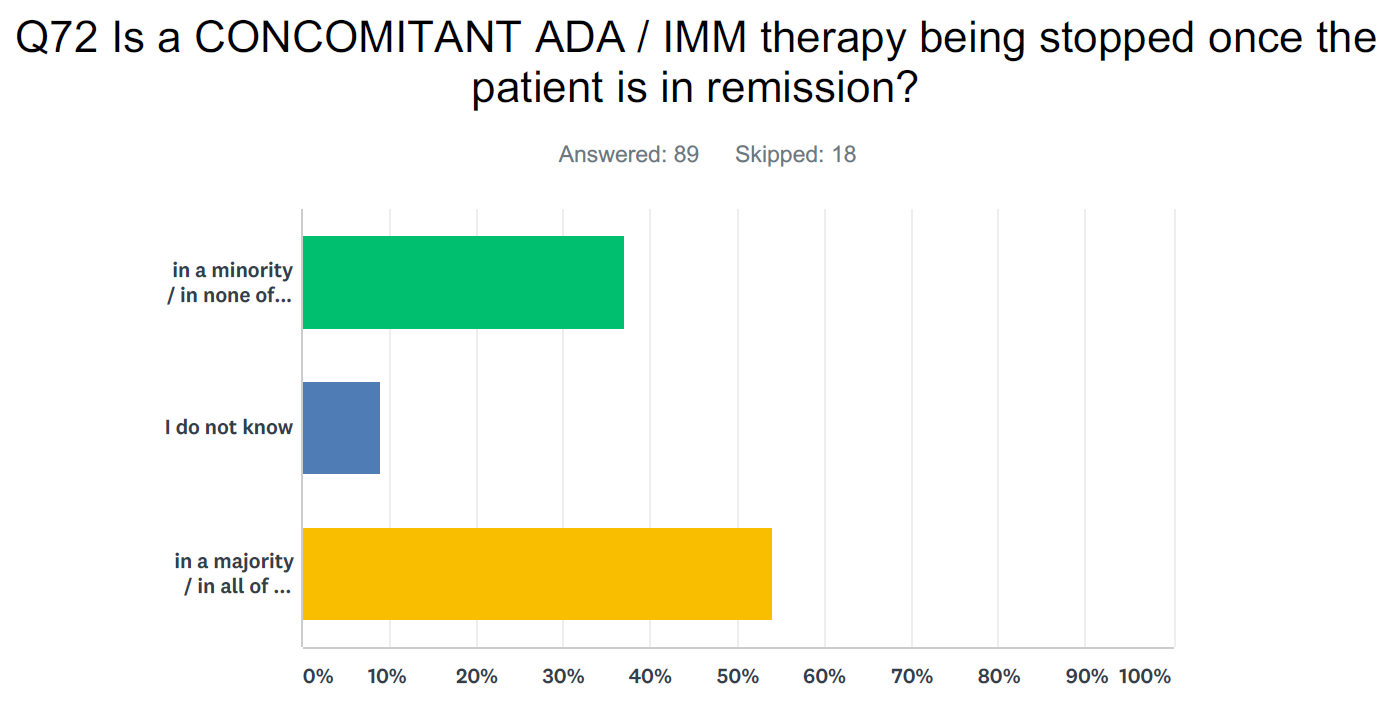 Q72 Is a CONCOMITANT ADA / IMM therapy being stopped once the
patient is in remission?
Answered: 89 Skipped: 18
in a minority
/ in none of...
I do not know
in a majority
/ in all of ...
0% 10% 20% 30% 40% 50% 60% 70% 80% 90% 100%